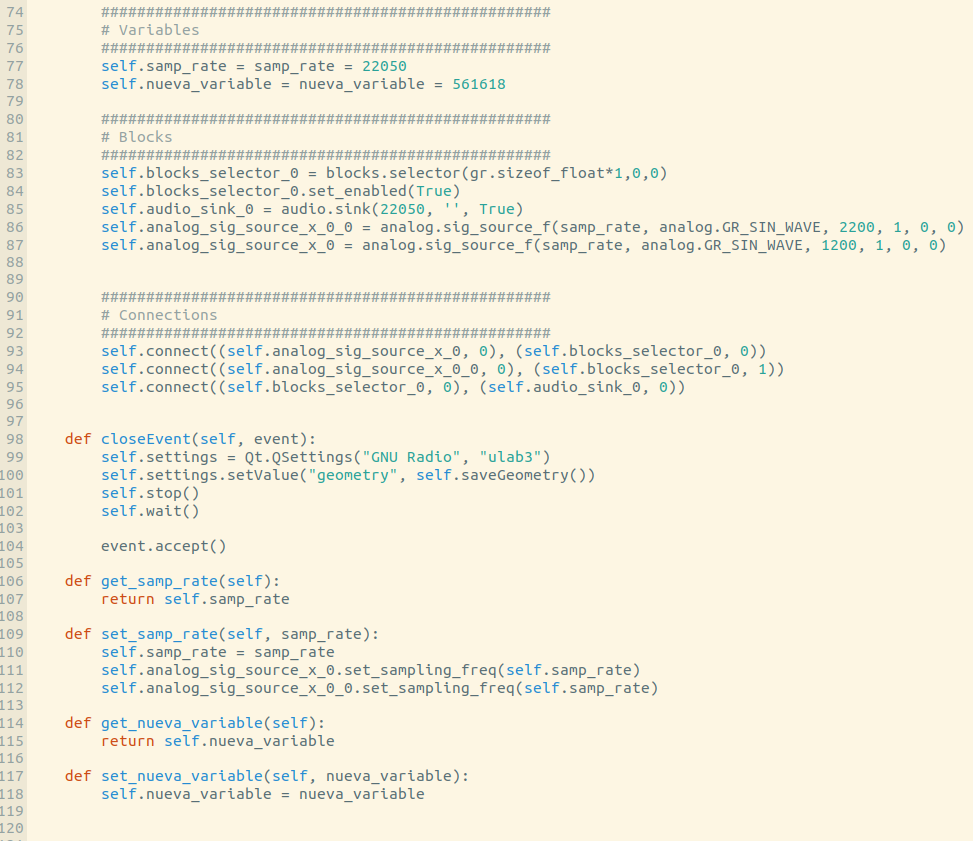 74 ##################################################
75 # Variables
76 ##################################################
77 self.samp_rate = samp_rate = 22050
78 self.nueva_variable = nueva_variable = 561618
79
80 ##################################################
81 # Blocks
82 ##################################################
83 self.blocks_selector_0 = blocks.selector(gr.sizeof_float*1,0,0)
84 self.blocks_selector_0.set_enabled(True)
85 self.audio_sink_0 = audio.sink(22050, '', True)
86 self.analog_sig_source_x_0_0 = analog.sig_source_f(samp_rate, analog.GR_SIN_WAVE, 2200, 1, 0, 0)
87 self.analog_sig_source_x_0 = analog.sig_source_f(samp_rate, analog.GR_SIN_WAVE, 1200, 1, 0, 0)
88
89
90 ##################################################
91 # Connections
92 ##################################################
93 self.connect((self.analog_sig_source_x_0, 0), (self.blocks_selector_0, 0))
94 self.connect((self.analog_sig_source_x_0_0, 0), (self.blocks_selector_0, 1))
95 self.connect((self.blocks_selector_0, 0), (self.audio_sink_0, 0))
96
97
98 def closeEvent(self, event):
99 self.settings = Qt.QSettings("GNU Radio", "ulab3")
100 self.settings.setValue("geometry", self.saveGeometry())
101 self.stop()
102 self.wait()
103
104 event.accept()
105
106 def get_samp_rate(self):
107 return self.samp_rate
108
109 def set_samp_rate(self, samp_rate):
110 self.samp_rate = samp_rate
111 self.analog_sig_source_x_0.set_sampling_freq(self.samp_rate)
112 self.analog_sig_source_x_0_0.set_sampling_freq(self.samp_rate)
113
114 def get_nueva_variable(self):
115 return self.nueva_variable
116
117 def set_nueva_variable(self, nueva_variable):
118 self.nueva_variable = nueva_variable
119
120